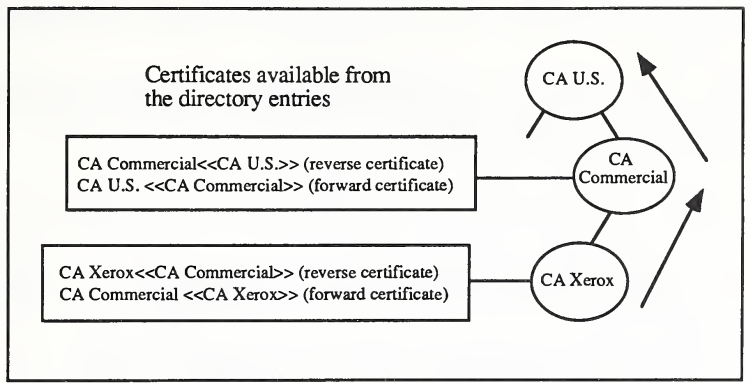 Certificates available from
the directory entries
CA U.S.
CA Commercial<<CA U.S.>> (reverse certificate)
CA U.S. <<CA Commercial>> (forward certificate)
CA
Commercial
CA Xerox<<CA Commercial>> (reverse certificate)
CA Commercial <<CA Xerox>> (forward certificate)
CA Xerox